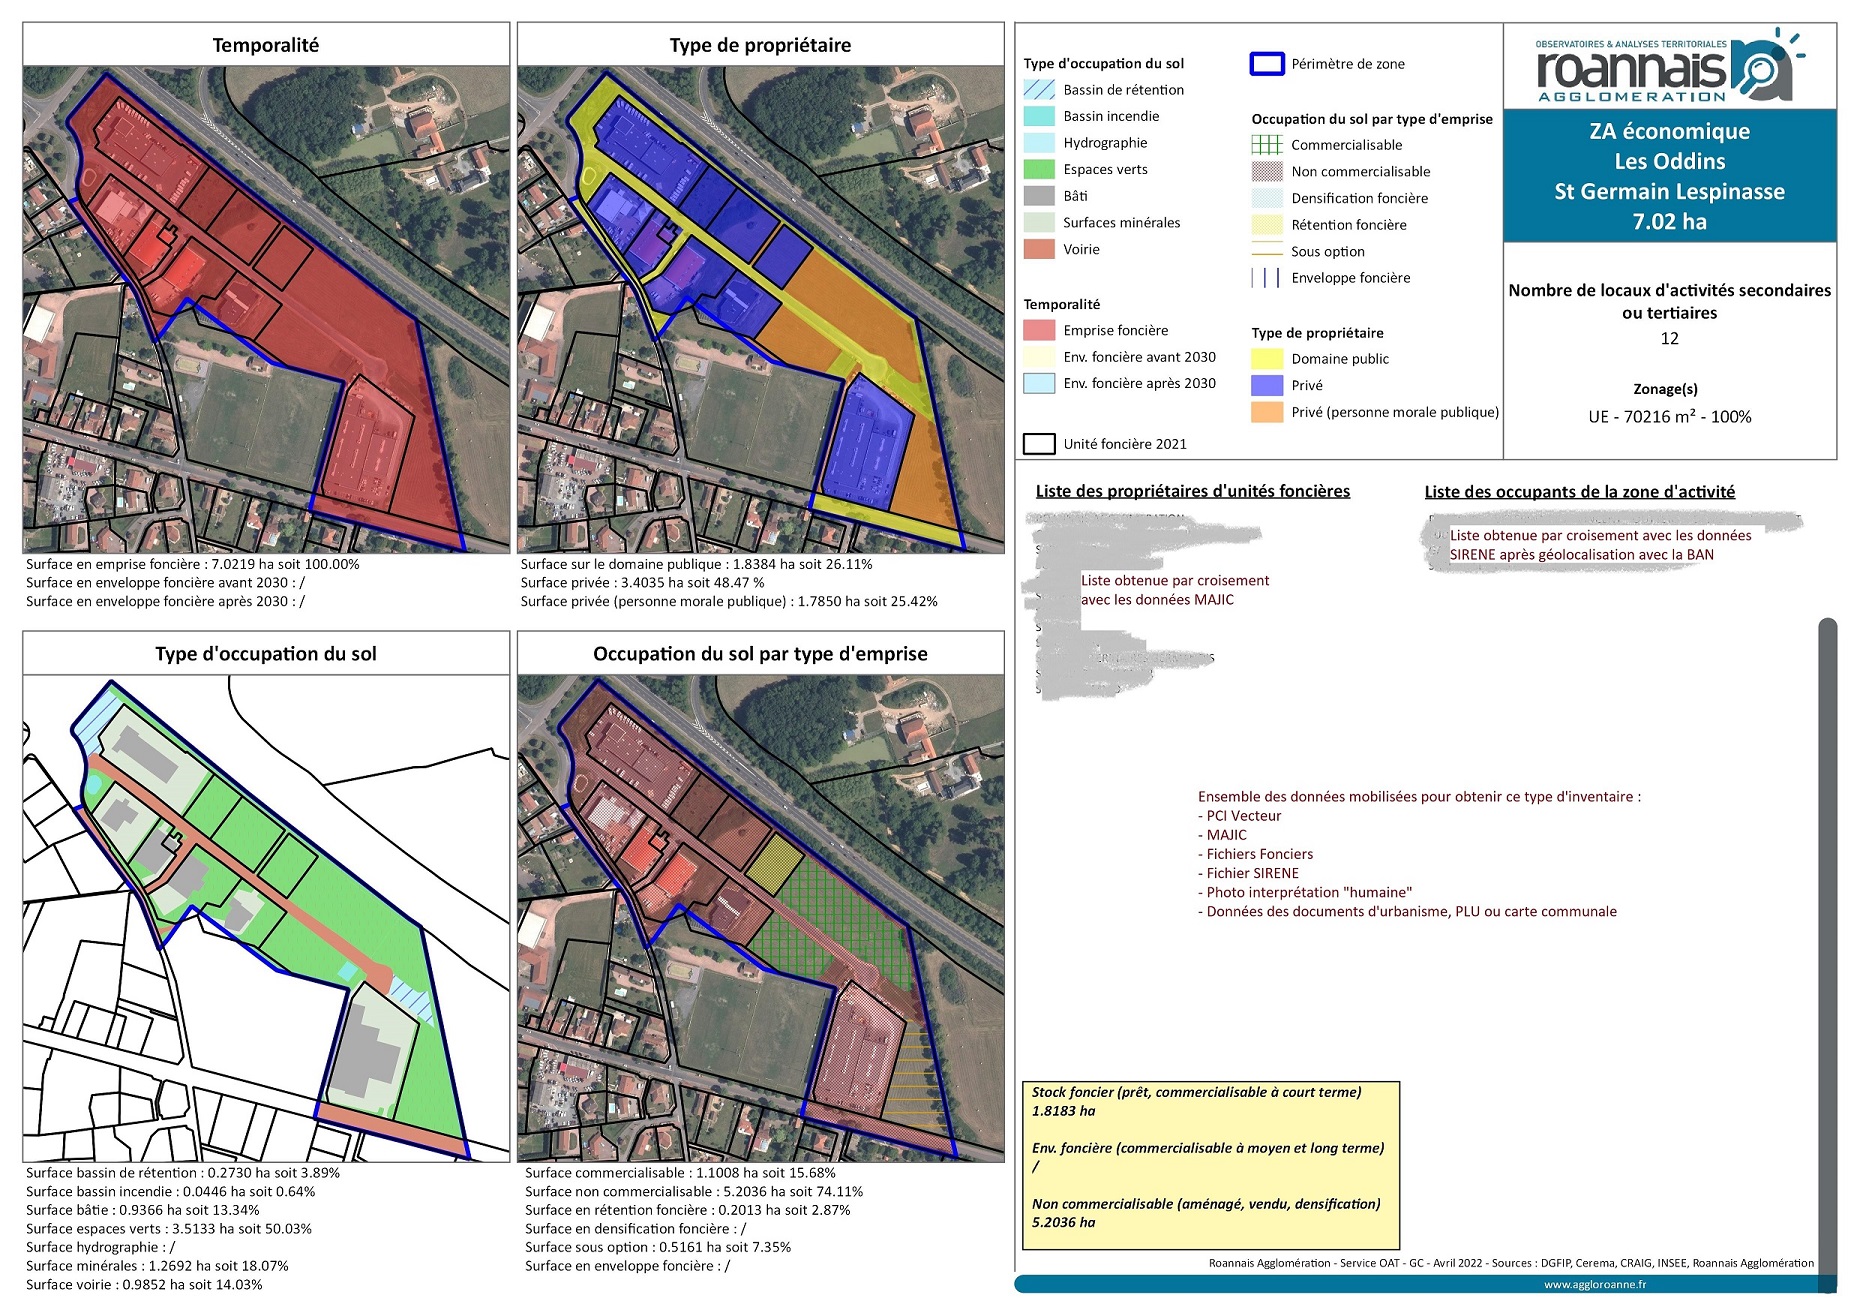 Temporalité
Surface en emprise foncière : 7.0219 ha soit 100.00%
Surface en enveloppe foncière avant 2030 : /
Surface en enveloppe foncière après 2030 : /
Type de propriétaire
Surface sur le domaine publique : 1.8384 ha soit 26.11%
Surface privée : 3.4035 ha soit 48.47 %
Surface privée (personne morale publique) : 1.7850 ha soit 25.42%
Type d'occupation du sol
Surface bassin de rétention : 0.2730 ha soit 3.89%
Surface bassin incendie : 0.0446 ha soit 0.64%
Surface bâtie : 0.9366 ha soit 13.34%
Surface espaces verts : 3.5133 ha soit 50.03%
Surface hydrographie : /
Surface minérales : 1.2692 ha soit 18.07%
Surface voirie : 0.9852 ha soit 14.03%
Occupation du sol par type d'emprise
Surface commercialisable : 1.1008 ha soit 15.68%
Surface non commercialisable : 5.2036 ha soit 74.11%
Surface en rétention foncière : 0.2013 ha soit 2.87%
Surface en densification foncière : /
Surface sous option : 0.5161 ha soit 7.35%
Surface en enveloppe foncière : /
Type d'occupation du sol
Bassin de rétention
Bassin incendie
Hydrographie
Espaces verts
Bâti
Surfaces minérales
Voirie
Temporalité
Emprise foncière
Env. foncière avant 2030
Env. foncière après 2030
Unité foncière 2021
Périmètre de zone
Occupation du sol par type d'emprise
Commercialisable
Non commercialisable
Densification foncière
Rétention foncière
Sous option
Enveloppe foncière
Type de propriétaire
Domaine public
Privé
Privé (personne morale publique)
OBSERVATOIRES & ANALYSES TERRITORIALES
roannais
AGGLOMERATION
ZA économique
Les Oddins
St Germain Lespinasse
7.02 ha
Nombre de locaux d'activités secondaires
ou tertiaires
12
Zonage(s)
UE - 70216 m² - 100%
Liste des propriétaires d'unités foncières
Liste obtenue par croisement
avec les données MAJIC
Liste des occupants de la zone d'activité
Liste obtenue par croisement avec les données
SIRENE après géolocalisation avec la BAN
Ensemble des données mobilisées pour obtenir ce type d'inventaire :
- PCI Vecteur
- MAJIC
- Fichiers Fonciers
- Fichier SIRENE
- Photo interprétation "humaine"
- Données des documents d'urbanisme, PLU ou carte communale
Stock foncier (prêt, commercialisable à court terme)
1.8183 ha
Env. foncière (commercialisable à moyen et long terme)
/
Non commercialisable (aménagé, vendu, densification)
5.2036 ha
Roannais Agglomération - Service OAT - GC - Avril 2022 - Sources : DGFIP, Cerema, CRAIG, INSEE, Roannais Agglomération
www.aggloroanne.fr